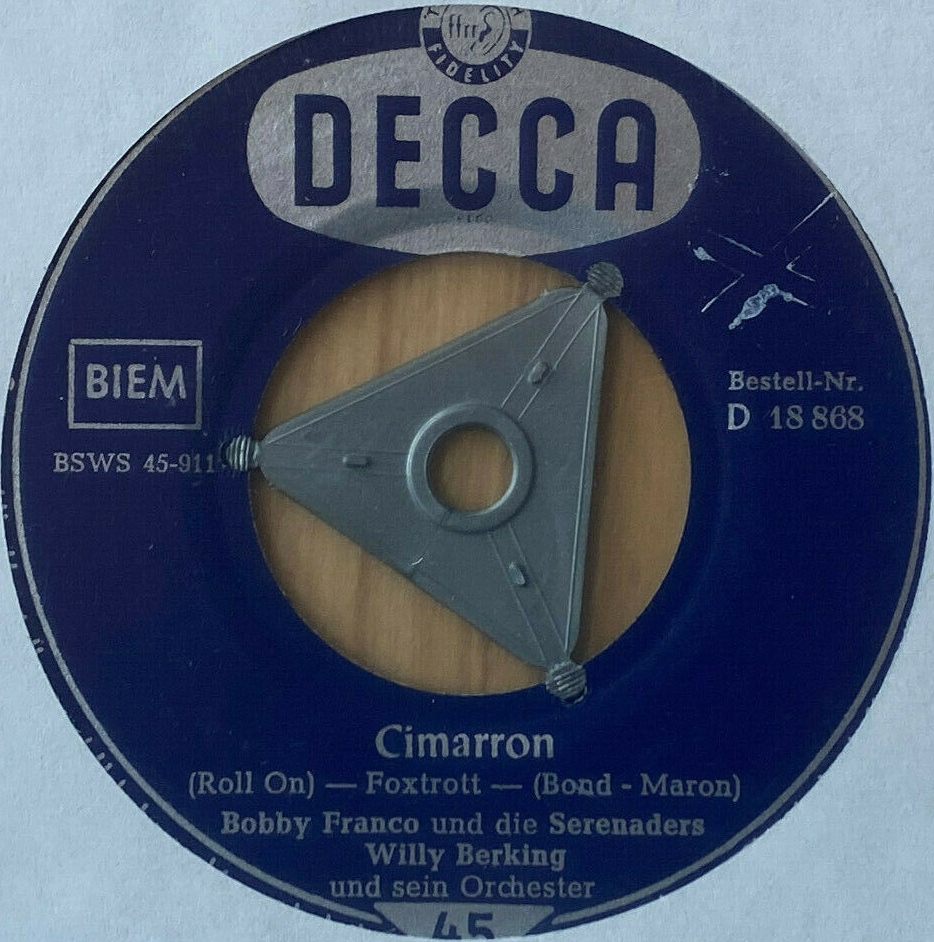 ffrr
FIDELITY
DECCA
BIEM
BSWS 45-911
Bestell-Nr.
D 18 868
Cimarron
(Roll On) — Foxtrott — (Bond - Maron)
Bobby Franco und die Serenaders
Willy Berking
und sein Orchester
45